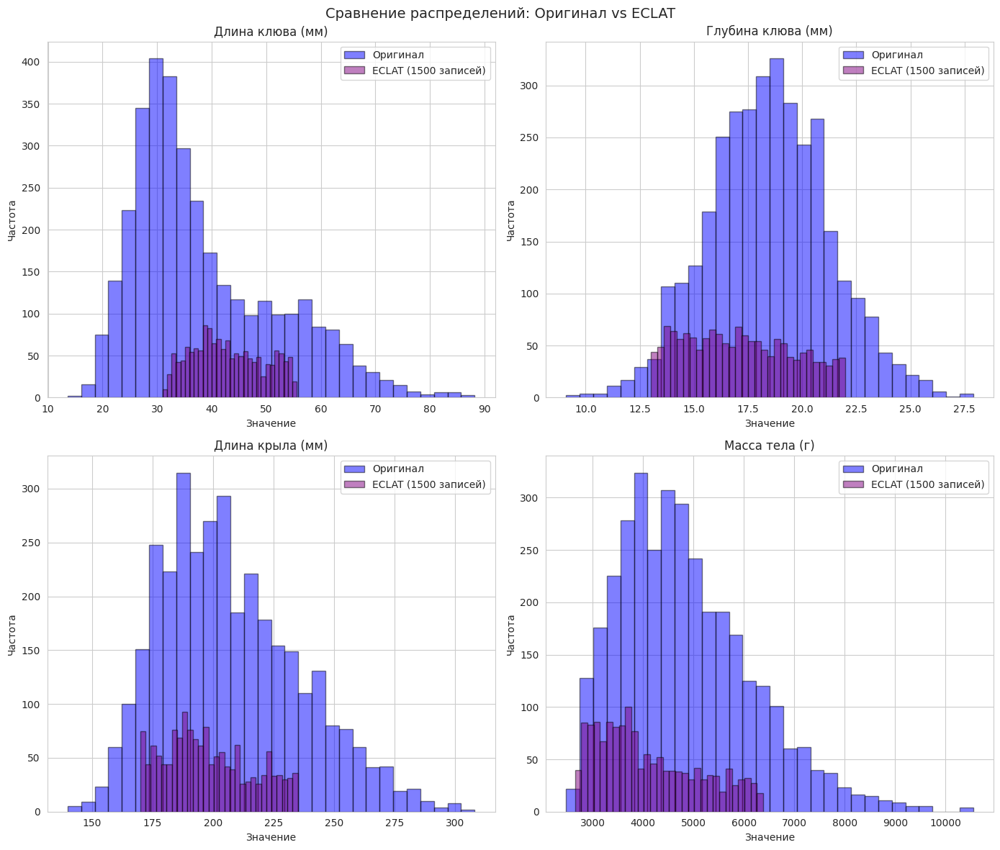 Сравнение распределений: Оригинал vs ECLAT
Длина клюва (мм)
Оригинал
ECLAT (1500 записей)
Частота
400
350
300
250
200
150
100
50
0
10 20 30 40 50 60 70 80 90
Значение
Глубина клюва (мм)
Оригинал
ECLAT (1500 записей)
Частота
300
250
200
150
100
50
0
10.0 12.5 15.0 17.5 20.0 22.5 25.0 27.5
Значение
Длина крыла (мм)
Оригинал
ECLAT (1500 записей)
Частота
300
250
200
150
100
50
0
150 175 200 225 250 275 300
Значение
Масса тела (г)
Оригинал
ECLAT (1500 записей)
Частота
300
250
200
150
100
50
0
3000 4000 5000 6000 7000 8000 9000 10000
Значение